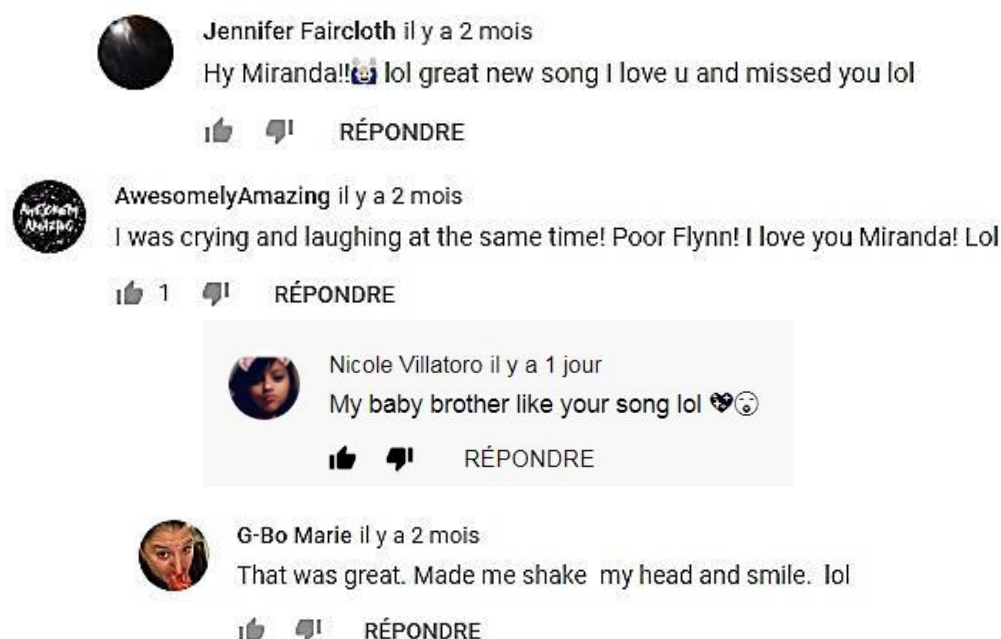 Jennifer Faircloth il y a 2 mois
Hy Miranda!! lol great new song I love u and missed you lol
RÉPONDRE
AwesomelyAmazing il y a 2 mois
AWESOMELY
AMAZING
I was crying and laughing at the same time! Poor Flynn! I love you Miranda! Lol
1 RÉPONDRE
Nicole Villatoro il y a 1 jour
My baby brother like your song lol 💖😮
RÉPONDRE
G-Bo Marie il y a 2 mois
That was great. Made me shake my head and smile. lol
RÉPONDRE